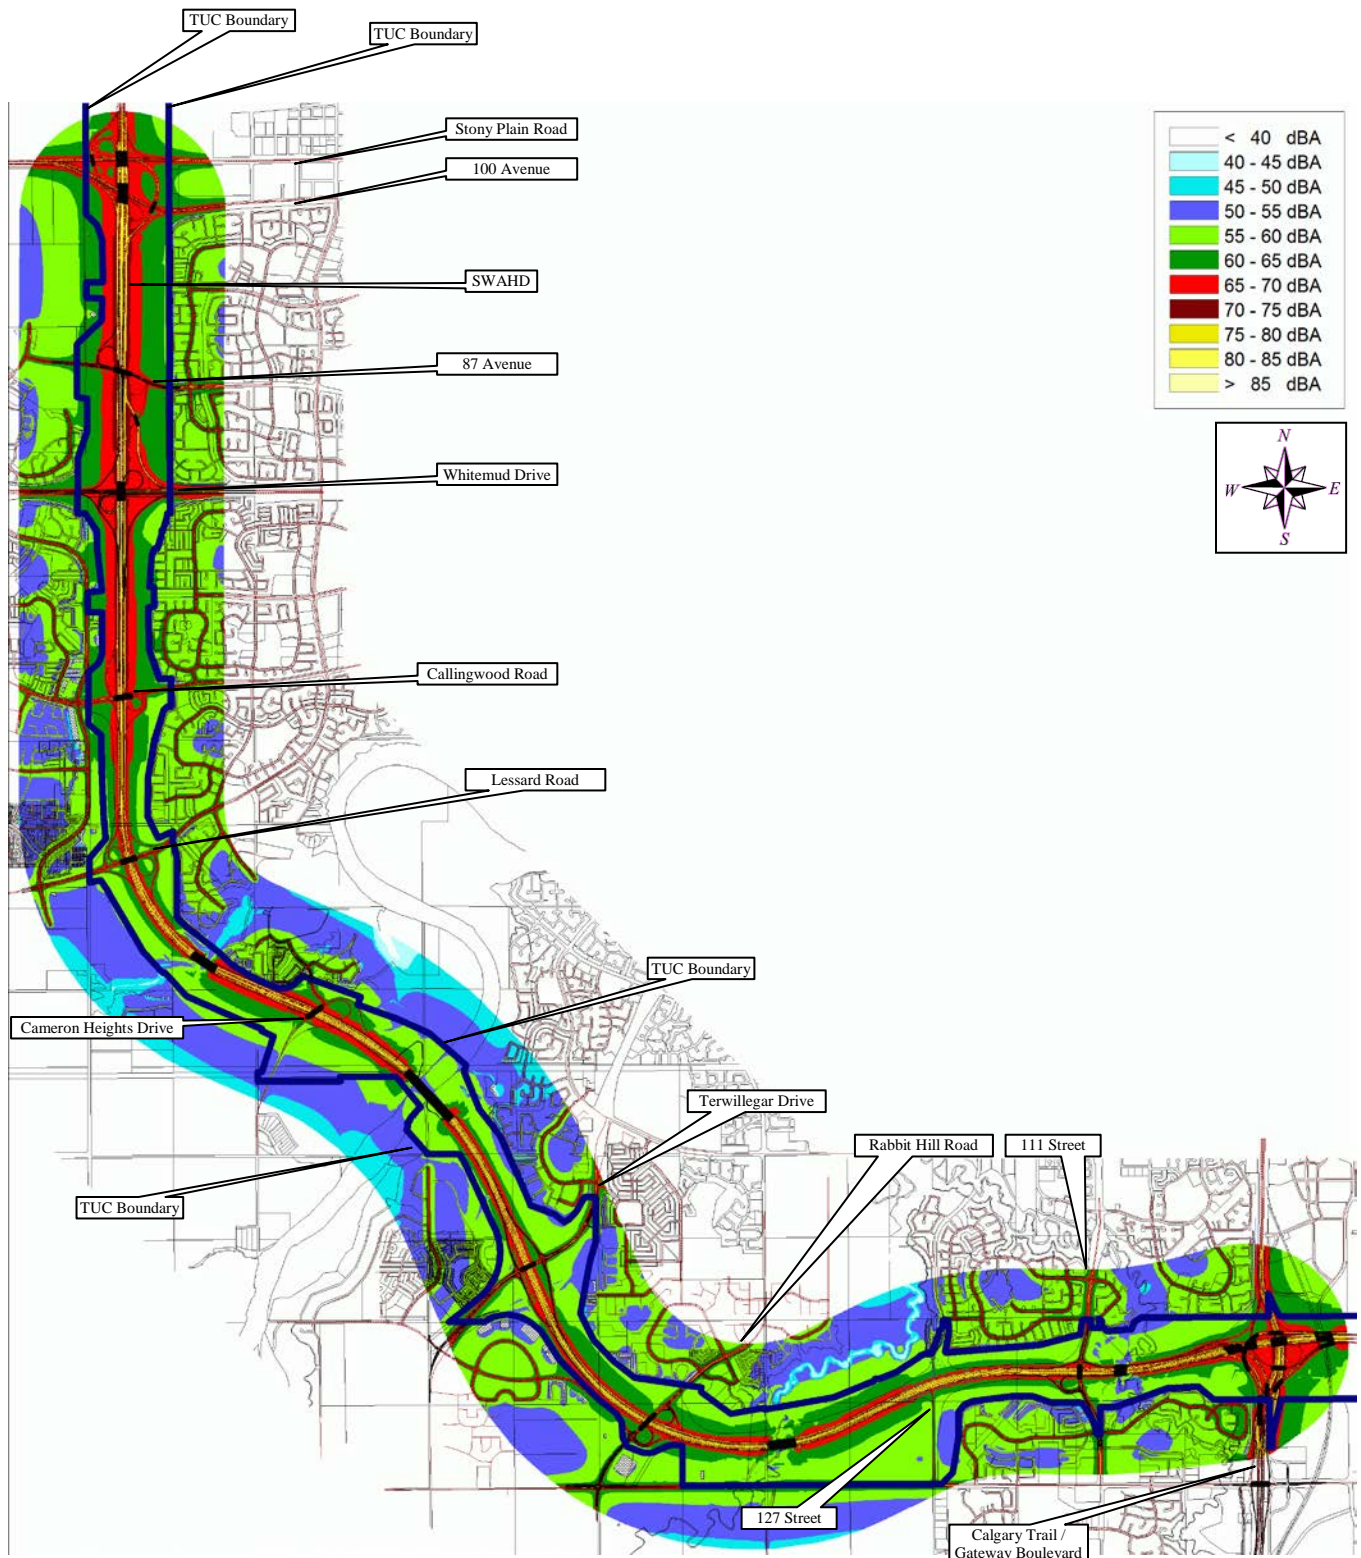 TUC Boundary
TUC Boundary
Stony Plain Road
100 Avenue
SWAHD
87 Avenue
Whitemud Drive
Callingwood Road
Lessard Road
TUC Boundary
Cameron Heights Drive
Terwillegar Drive
Rabbit Hill Road
111 Street
TUC Boundary
127 Street
Calgary Trail /
Gateway Boulevard
< 40 dBA
40 - 45 dBA
45 - 50 dBA
50 - 55 dBA
55 - 60 dBA
60 - 65 dBA
65 - 70 dBA
70 - 75 dBA
75 - 80 dBA
80 - 85 dBA
> 85 dBA
N
W E
S